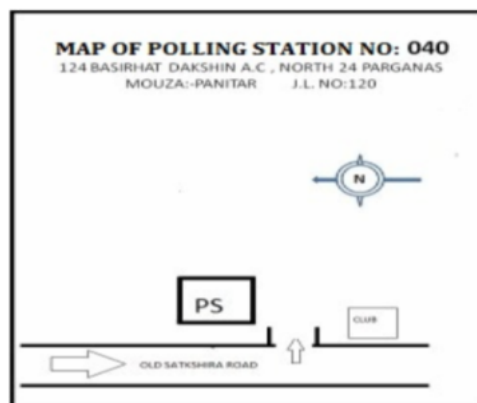 MAP OF POLLING STATION NO: 040
124 BASIRHAT DAKSHIN A.C , NORTH 24 PARGANAS
MOUZA:-PANITAR J.L. NO:120
N
PS
CLUB
OLD SATKSHIRA ROAD